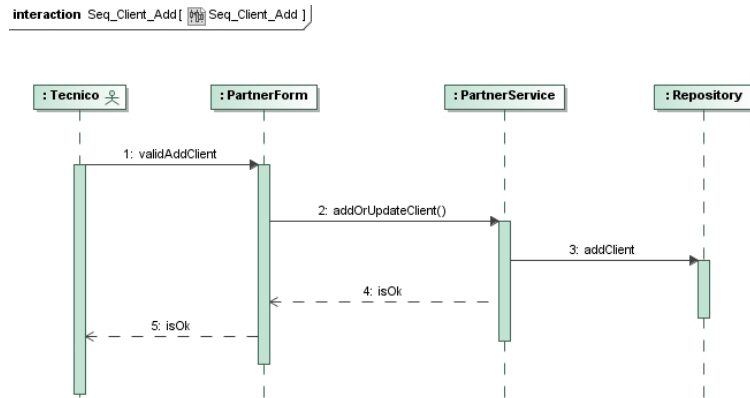 interaction Seq_Client_Add [ Seq_Client_Add ]
: Tecnico
: PartnerForm
: PartnerService
: Repository
1: validAddClient
2: addOrUpdateClient()
3: addClient
4: isOk
5: isOk